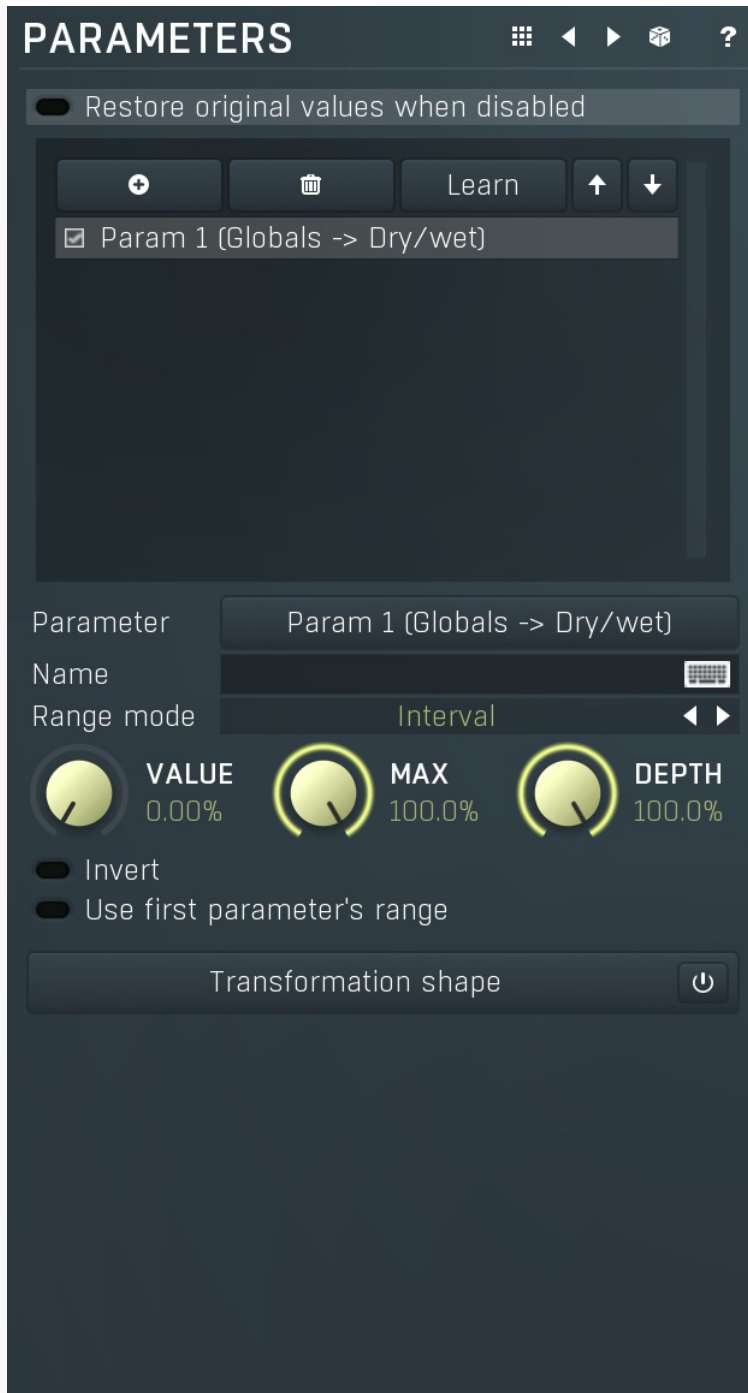 PARAMETERS ?
Restore original values when disabled
Learn
Param 1 (Globals -> Dry/wet)
Parameter Param 1 (Globals -> Dry/wet)
Name
Range mode Interval
VALUE MAX DEPTH
0.00% 100.0% 100.0%
Invert
Use first parameter's range
Transformation shape